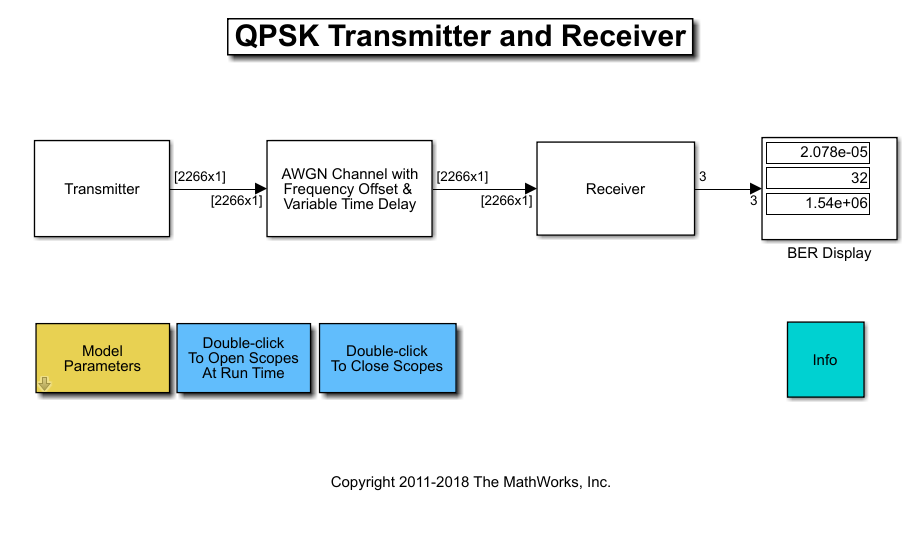 QPSK Transmitter and Receiver
Transmitter
[2266x1]
[2266x1]
AWGN Channel with
Frequency Offset &
Variable Time Delay
[2266x1]
[2266x1]
Receiver
3
3
2.078e-05
32
1.54e+06
BER Display
Model
Parameters
Double-click
To Open Scopes
At Run Time
Double-click
To Close Scopes
Info
Copyright 2011-2018 The MathWorks, Inc.